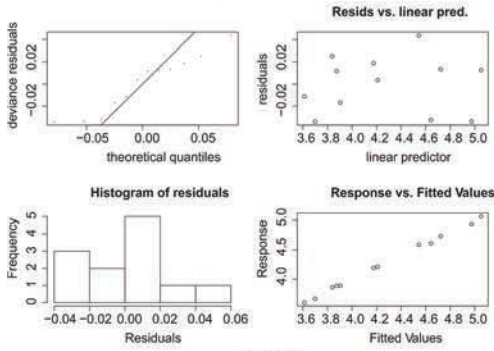 deviance residuals
0.02
−0.02
−0.05 0.00 0.05
theoretical quantiles
Resids vs. linear pred.
residuals
0.02
−0.02
3.6 3.8 4.0 4.2 4.4 4.6 4.8 5.0
linear predictor
Histogram of residuals
Frequency
5
4
3
2
1
0
−0.04 −0.02 0.00 0.02 0.04 0.06
Residuals
Response vs. Fitted Values
Response
5.0
4.5
4.0
3.6 3.8 4.0 4.2 4.4 4.6 4.8 5.0
Fitted Values